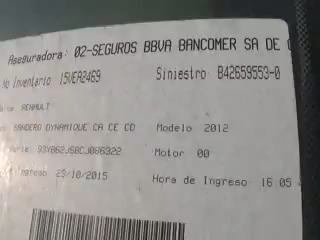 Aseguradora: 02-SEGUROS BBVA BANCOMER SA DE
No Inventario 15VEA2469 Siniestro B42659553-0
RENAULT
SANDERO DYNAMIQUE CA CE CD Modelo 2012
Motor 00
23/10/2015 Hora de Ingreso 16 05